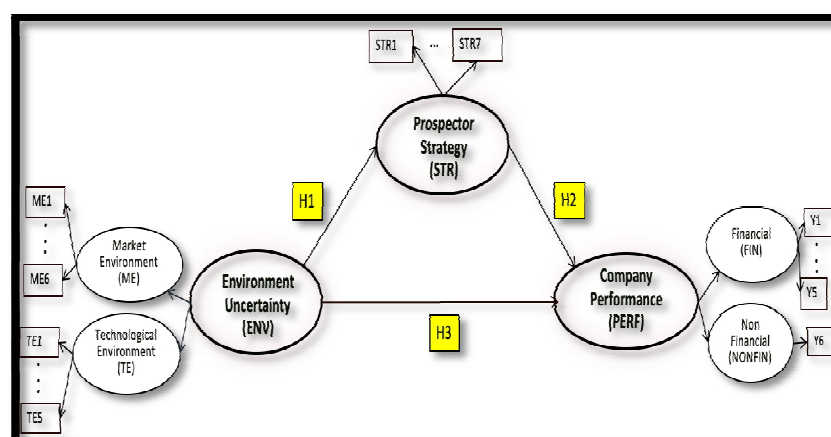 STR1
...
STR7
Prospector
Strategy
(STR)
H1
H2
ME1
.
.
.
ME6
Market
Environment
(ME)
Environment
Uncertainty
(ENV)
Technological
Environment
(TE)
TE1
.
.
.
TE5
H3
Company
Performance
(PERF)
Financial
(FIN)
Non
Financial
(NONFIN)
Y1
.
.
.
Y5
Y6